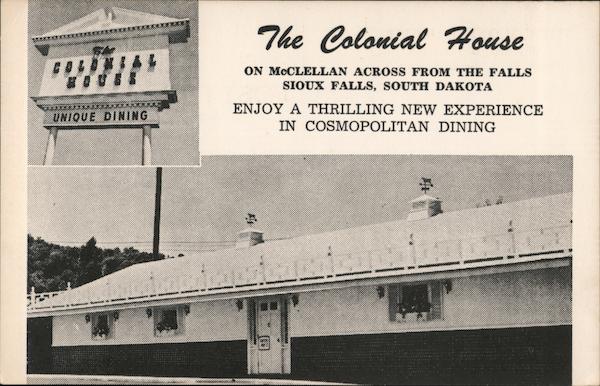 The
COLONIAL
HOUSE
UNIQUE DINING
The Colonial House
ON McCLELLAN ACROSS FROM THE FALLS
SIOUX FALLS, SOUTH DAKOTA
ENJOY A THRILLING NEW EXPERIENCE
IN COSMOPOLITAN DINING